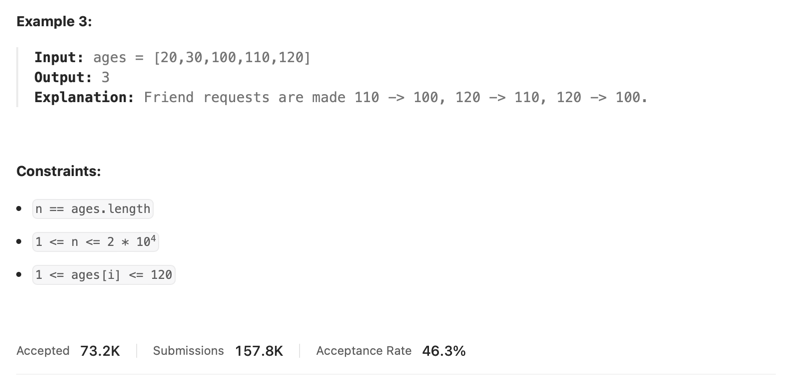 Example 3:
Input: ages = [20,30,100,110,120]
Output: 3
Explanation: Friend requests are made 110 -> 100, 120 -> 110, 120 -> 100.
Constraints:
• n == ages.length
• 1 <= n <= 2 * 10⁴
• 1 <= ages[i] <= 120
Accepted 73.2K | Submissions 157.8K | Acceptance Rate 46.3%